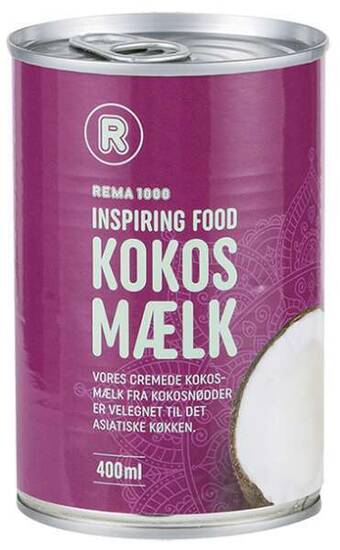 R
REMA 1000
INSPIRING FOOD
KOKOS
MÆLK
VORES CREMEDE KOKOS-
MÆLK FRA KOKOSNØDDER
ER VELEGNET TIL DET
ASIATISKE KØKKEN.
400ml